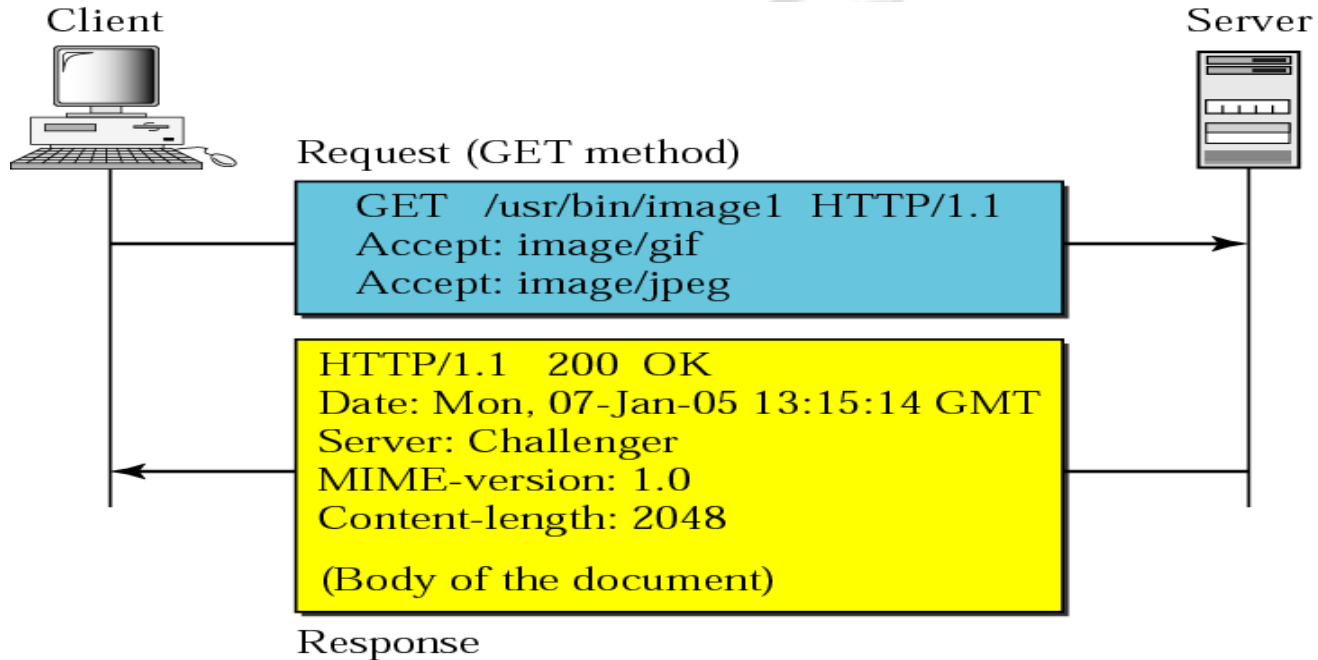 Client
Server
Request (GET method)
GET /usr/bin/image1 HTTP/1.1
Accept: image/gif
Accept: image/jpeg
HTTP/1.1 200 OK
Date: Mon, 07-Jan-05 13:15:14 GMT
Server: Challenger
MIME-version: 1.0
Content-length: 2048
(Body of the document)
Response